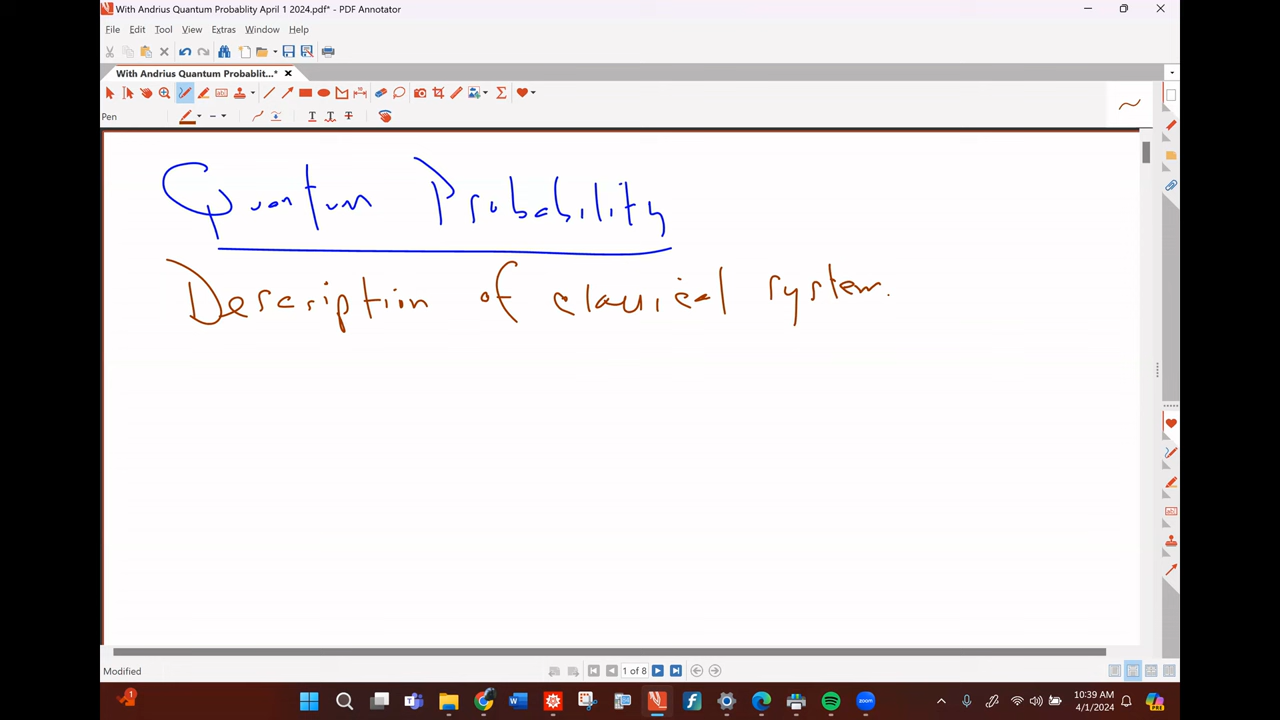 With Andrius Quantum Probablity April 1 2024.pdf* - PDF Annotator
File Edit Tool View Extras Window Help
With Andrius Quantum Probablit...*
Pen
Quantum Probability
Description of classical system.
Modified
1 of 8
1
10:39 AM
4/1/2024